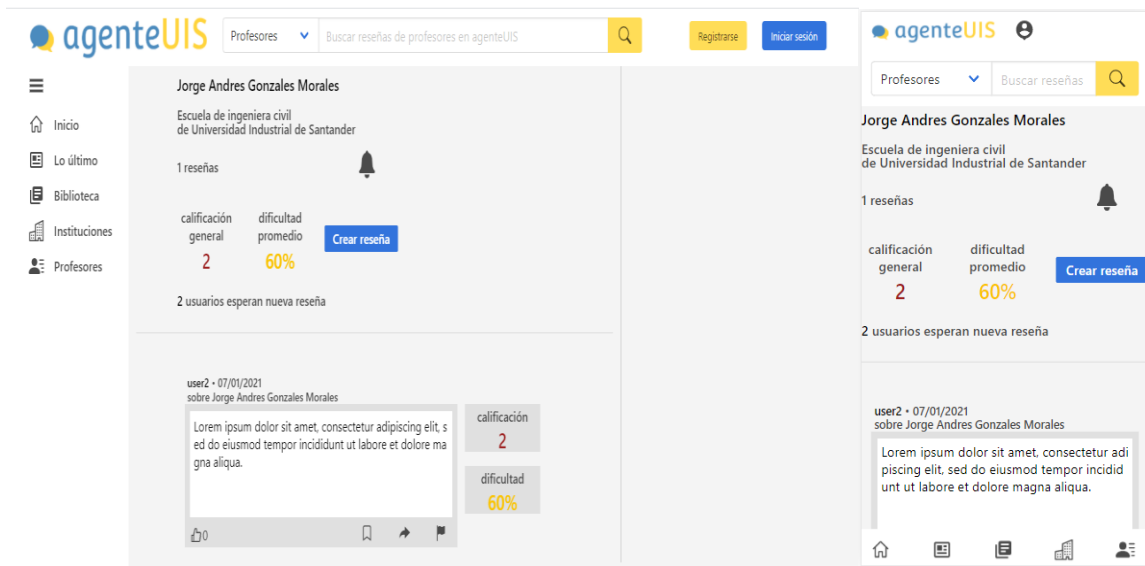 agenteUIS
Profesores
Buscar reseñas de profesores en agenteUIS
Registrarse
Iniciar sesión
Inicio
Lo último
Biblioteca
Instituciones
Profesores
Jorge Andres Gonzales Morales
Escuela de ingeniera civil
de Universidad Industrial de Santander
1 reseñas
calificación
general
2
dificultad
promedio
60%
Crear reseña
2 usuarios esperan nueva reseña
user2 • 07/01/2021
sobre Jorge Andres Gonzales Morales
Lorem ipsum dolor sit amet, consectetur adipiscing elit, s
ed do eiusmod tempor incididunt ut labore et dolore ma
gna aliqua.
0
calificación
2
dificultad
60%
agenteUIS
Profesores
Buscar reseñas
Jorge Andres Gonzales Morales
Escuela de ingeniera civil
de Universidad Industrial de Santander
1 reseñas
calificación
general
2
dificultad
promedio
60%
Crear reseña
2 usuarios esperan nueva reseña
user2 • 07/01/2021
sobre Jorge Andres Gonzales Morales
Lorem ipsum dolor sit amet, consectetur adi
piscing elit, sed do eiusmod tempor incidid
unt ut labore et dolore magna aliqua.